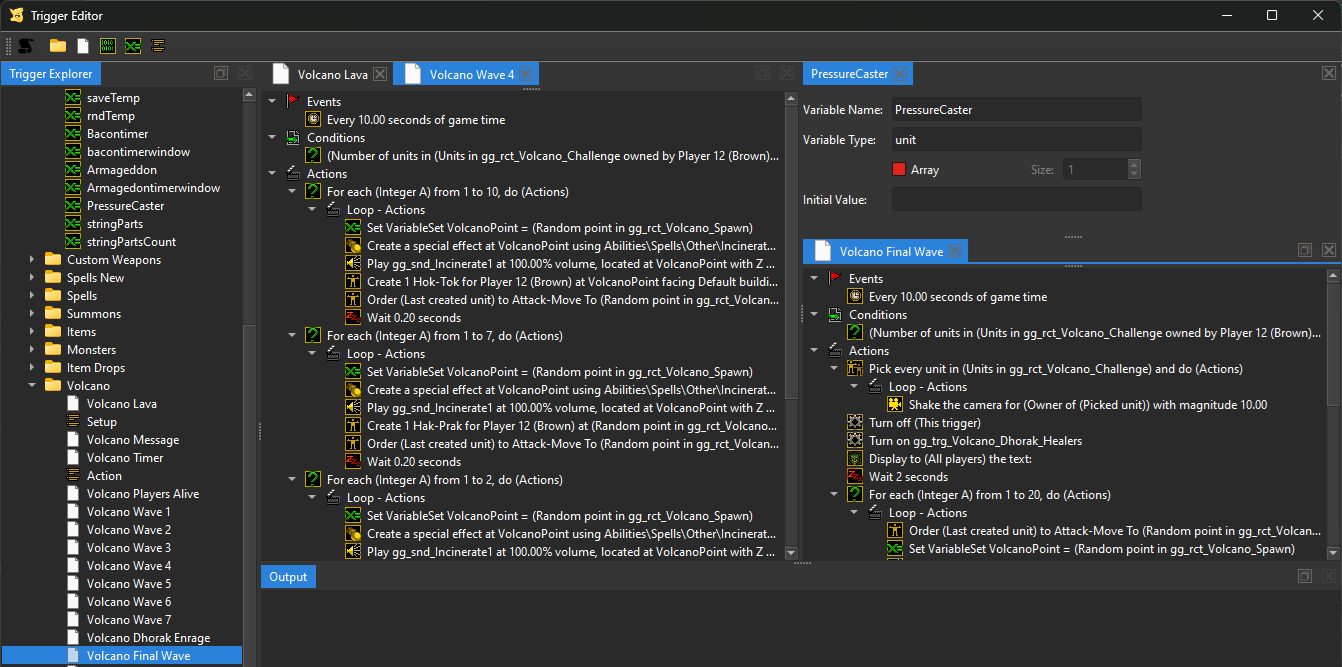 Trigger Editor
Trigger Explorer
saveTemp
rndTemp
Bacontimer
bacontimerwindow
Armageddon
Armagedontimerwindow
PressureCaster
stringParts
stringPartsCount
Custom Weapons
Spells New
Spells
Summons
Items
Monsters
Item Drops
Volcano
Volcano Lava
Setup
Volcano Message
Volcano Timer
Action
Volcano Players Alive
Volcano Wave 1
Volcano Wave 2
Volcano Wave 3
Volcano Wave 4
Volcano Wave 5
Volcano Wave 6
Volcano Wave 7
Volcano Dhorak Enrage
Volcano Final Wave
Volcano Lava
Volcano Wave 4
Events
Every 10.00 seconds of game time
Conditions
(Number of units in (Units in gg_rct_Volcano_Challenge owned by Player 12 (Brown)...
Actions
For each (Integer A) from 1 to 10, do (Actions)
Loop - Actions
Set VariableSet VolcanoPoint = (Random point in gg_rct_Volcano_Spawn)
Create a special effect at VolcanoPoint using Abilities\Spells\Other\Incinerat...
Play gg_snd_Incinerate1 at 100.00% volume, located at VolcanoPoint with Z ...
Create 1 Hok-Tok for Player 12 (Brown) at VolcanoPoint facing Default buildi...
Order (Last created unit) to Attack-Move To (Random point in gg_rct_Volcan...
Wait 0.20 seconds
For each (Integer A) from 1 to 7, do (Actions)
Loop - Actions
Set VariableSet VolcanoPoint = (Random point in gg_rct_Volcano_Spawn)
Create a special effect at VolcanoPoint using Abilities\Spells\Other\Incinerat...
Play gg_snd_Incinerate1 at 100.00% volume, located at VolcanoPoint with Z ...
Create 1 Hak-Prak for Player 12 (Brown) at (Random point in gg_rct_Volcano...
Order (Last created unit) to Attack-Move To (Random point in gg_rct_Volcan...
Wait 0.20 seconds
For each (Integer A) from 1 to 2, do (Actions)
Loop - Actions
Set VariableSet VolcanoPoint = (Random point in gg_rct_Volcano_Spawn)
Create a special effect at VolcanoPoint using Abilities\Spells\Other\Incinerat...
Play gg_snd_Incinerate1 at 100.00% volume, located at VolcanoPoint with Z ...
PressureCaster
Variable Name: PressureCaster
Variable Type: unit
Array Size: 1
Initial Value:
Volcano Final Wave
Events
Every 10.00 seconds of game time
Conditions
(Number of units in (Units in gg_rct_Volcano_Challenge owned by Player 12 (Brown)...
Actions
Pick every unit in (Units in gg_rct_Volcano_Challenge) and do (Actions)
Loop - Actions
Shake the camera for (Owner of (Picked unit)) with magnitude 10.00
Turn off (This trigger)
Turn on gg_trg_Volcano_Dhorak_Healers
Display to (All players) the text:
Wait 2 seconds
For each (Integer A) from 1 to 20, do (Actions)
Loop - Actions
Order (Last created unit) to Attack-Move To (Random point in gg_rct_Volcan...
Set VariableSet VolcanoPoint = (Random point in gg_rct_Volcano_Spawn)
Output